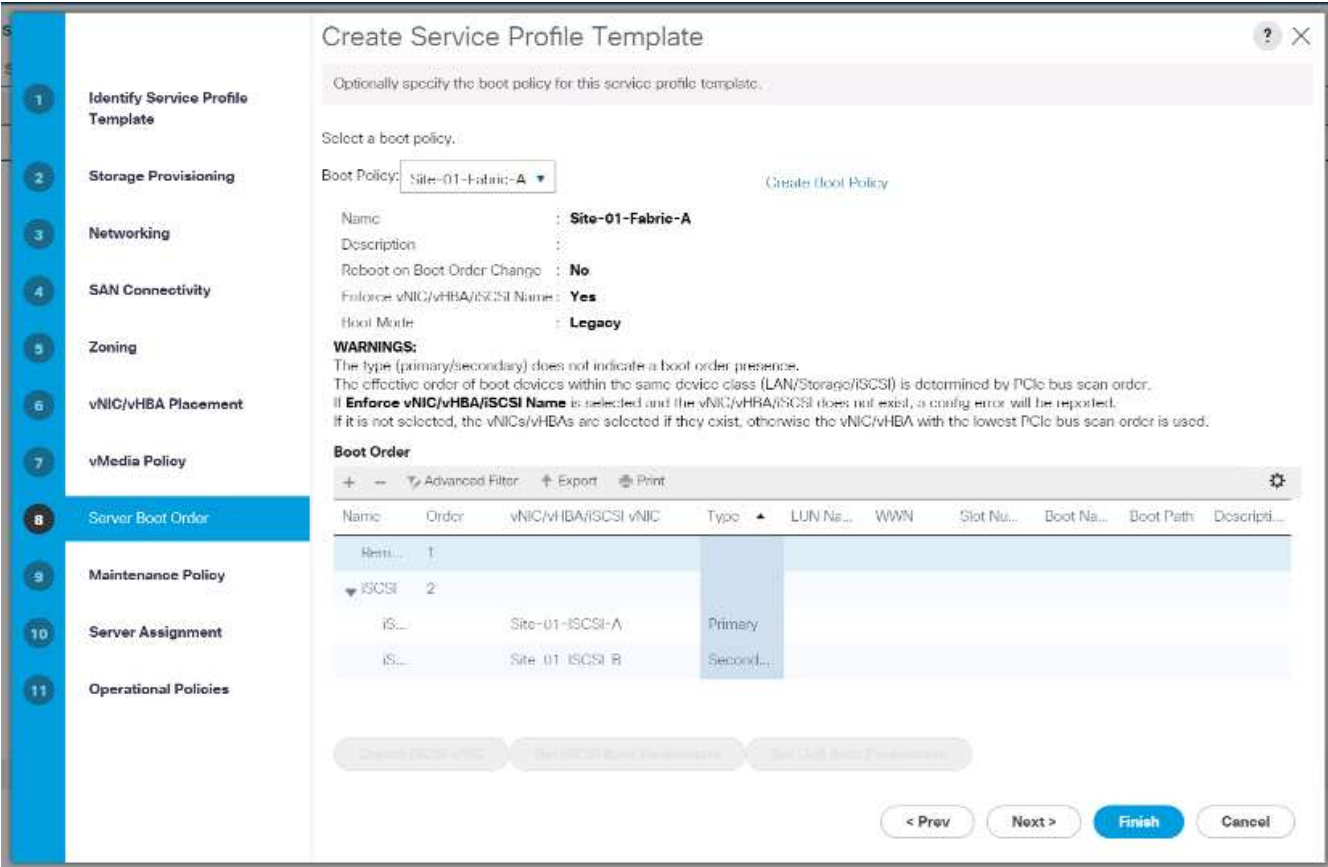 Create Service Profile Template
? ×
Optionally specify the boot policy for this service profile template.
1 Identify Service Profile
Template
2 Storage Provisioning
3 Networking
4 SAN Connectivity
5 Zoning
6 vNIC/vHBA Placement
7 vMedia Policy
8 Server Boot Order
9 Maintenance Policy
10 Server Assignment
11 Operational Policies
Select a boot policy.
Boot Policy: Site-01-Fabric-A ▼ Create Boot Policy
Name : Site-01-Fabric-A
Description :
Reboot on Boot Order Change : No
Enforce vNIC/vHBA/iSCSI Name : Yes
Boot Mode : Legacy
WARNINGS:
The type (primary/secondary) does not indicate a boot order presence.
The effective order of boot devices within the same device class (LAN/Storage/iSCSI) is determined by PCIe bus scan order.
If Enforce vNIC/vHBA/iSCSI Name is selected and the vNIC/vHBA/iSCSI does not exist, a config error will be reported.
If it is not selected, the vNICs/vHBAs are selected if they exist, otherwise the vNIC/vHBA with the lowest PCIe bus scan order is used.
Boot Order
+ − Advanced Filter Export Print
Name Order vNIC/vHBA/iSCSI vNIC Type ▲ LUN Na... WWN Slot Nu... Boot Na... Boot Path Descripti...
Rem... 1
iSCSI 2
iS... Site-01-iSCSI-A Primary
iS... Site_01_ISCSI_B Second...
< Prev Next > Finish Cancel